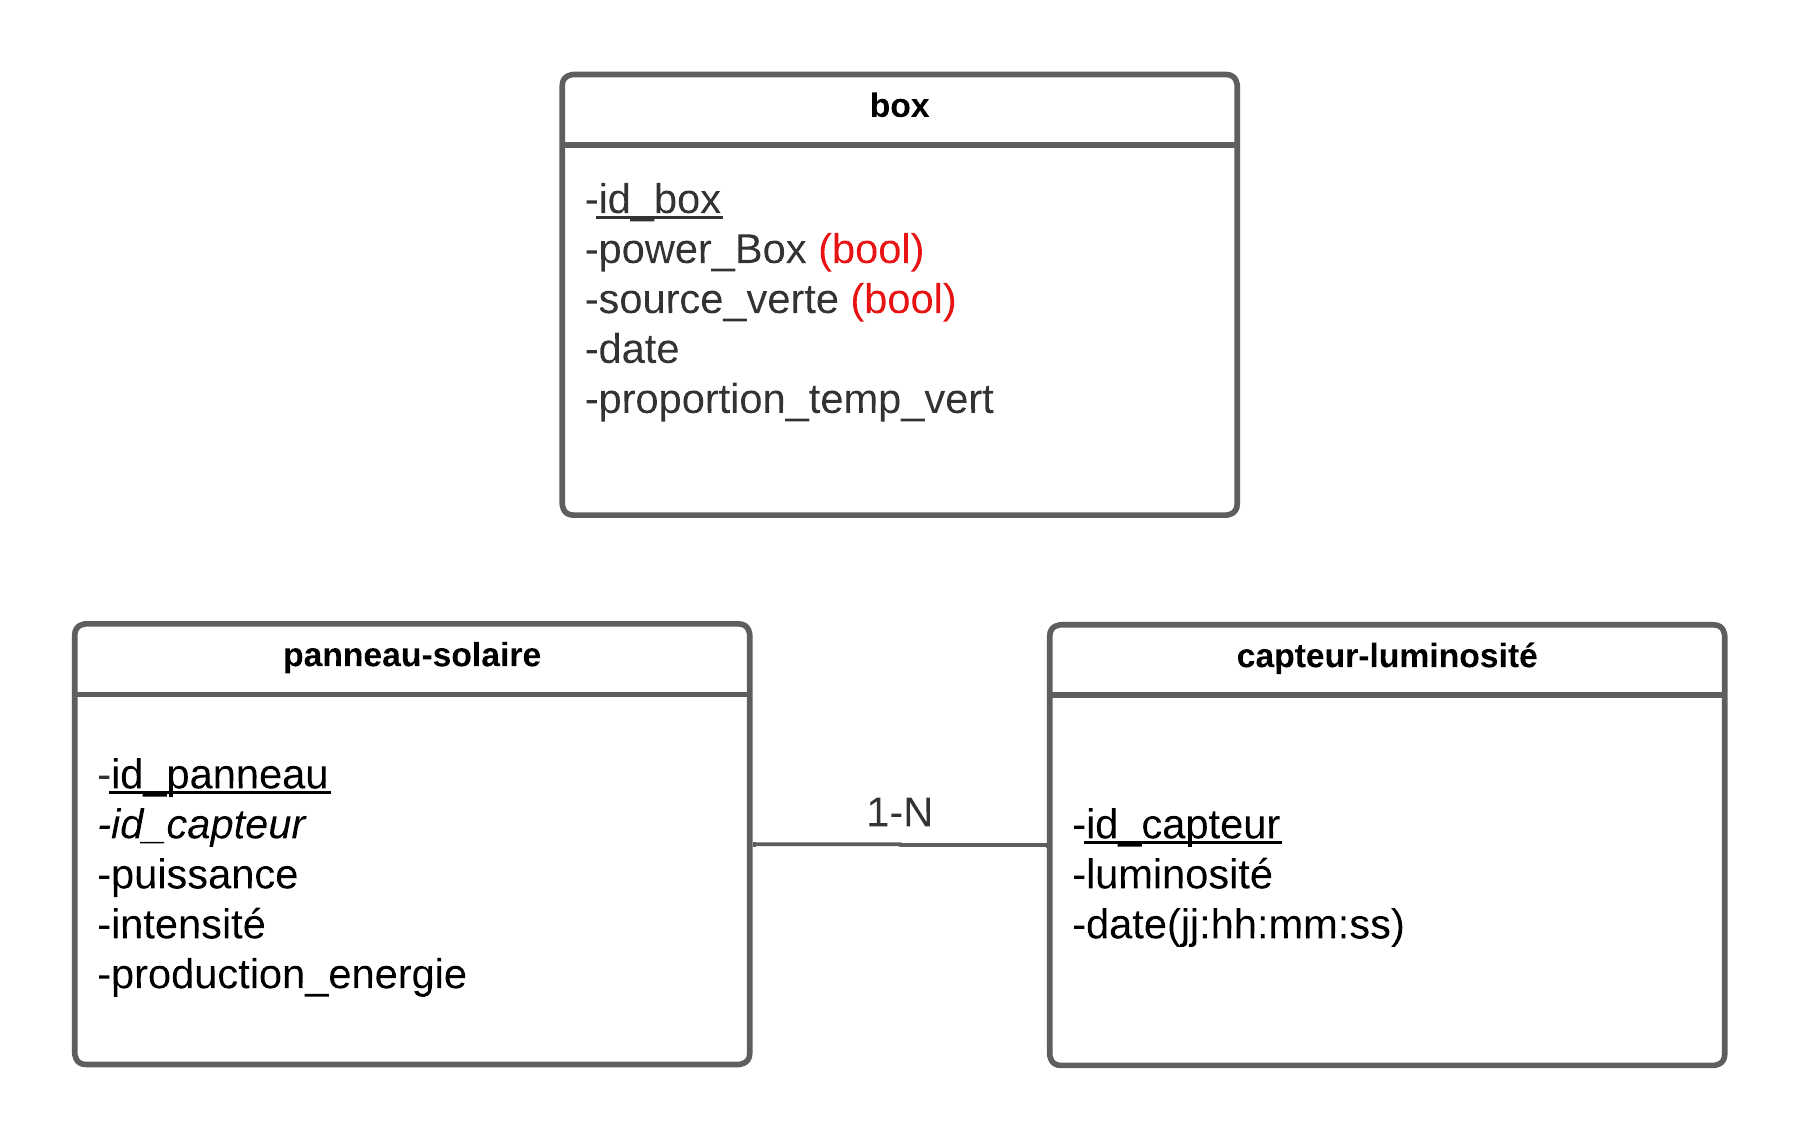 box
-id_box
-power_Box (bool)
-source_verte (bool)
-date
-proportion_temp_vert
panneau-solaire
-id_panneau
-id_capteur
-puissance
-intensité
-production_energie
1-N
capteur-luminosité
-id_capteur
-luminosité
-date(jj:hh:mm:ss)